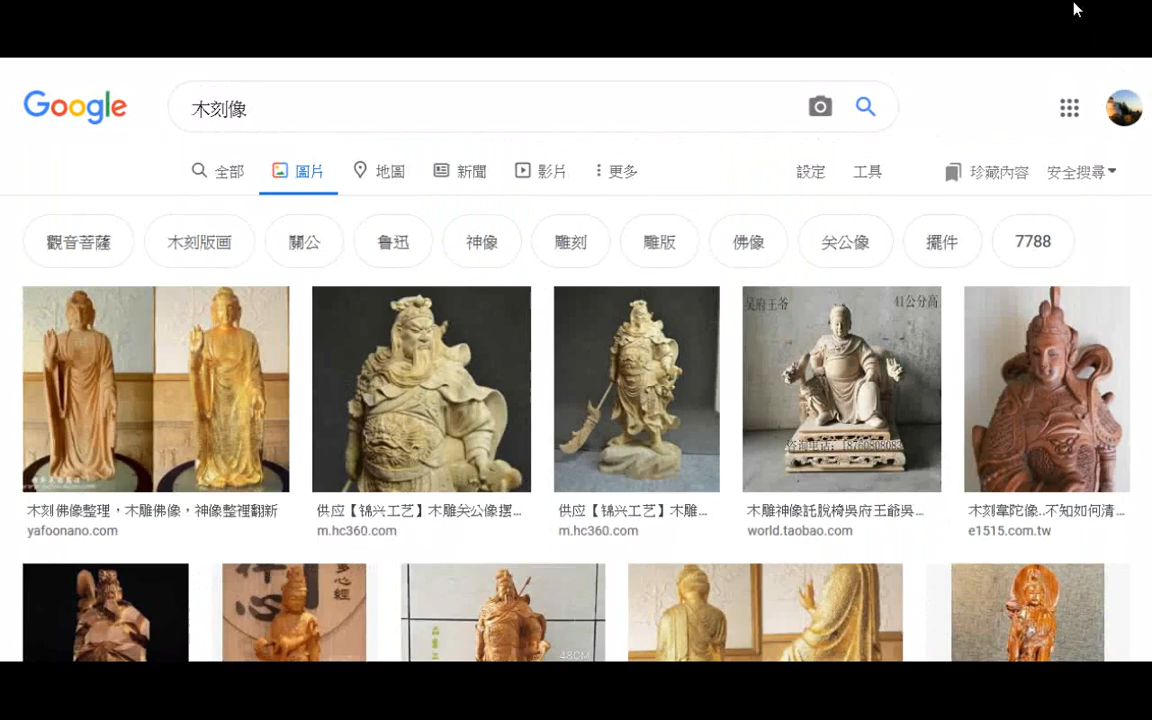 Google
木刻像
全部 圖片 地圖 新聞 影片 更多 設定 工具 珍藏內容 安全搜尋
觀音菩薩 木刻版画 關公 魯迅 神像 雕刻 雕版 佛像 关公像 擺件 7788
吴府王爷 41公分高
木刻佛像整理，木雕佛像，神像整裡翻新
yafoonano.com
供应【锦兴工艺】木雕关公像摆...
m.hc360.com
供应【锦兴工艺】木雕...
m.hc360.com
木雕神像託脫椅吳府王爺吳...
world.taobao.com
木刻韋陀像..不知如何清...
e1515.com.tw
多心經
48CM